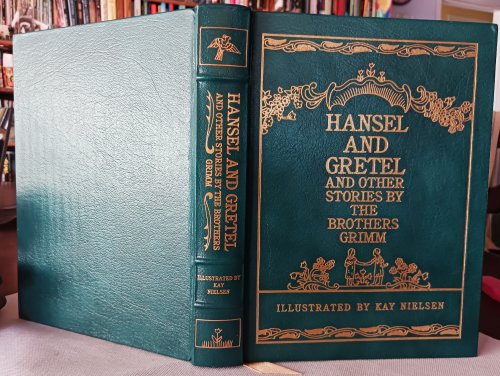 HANSEL AND GRETEL
AND OTHER STORIES BY THE BROTHERS
GRIMM
ILLUSTRATED BY
KAY
NIELSEN
HANSEL
AND
GRETEL
AND OTHER
STORIES BY
THE
BROTHERS
GRIMM
ILLUSTRATED BY KAY NIELSEN